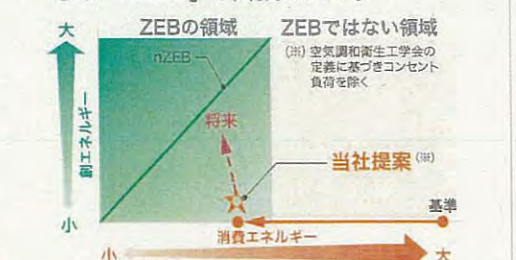 大
ZEBの領域
ZEBではない領域
nZEB
(※) 空気調和衛生工学会の
定義に基づきコンセント
負荷を除く
創エネルギー
将来
当社提案(※)
基準
小
消費エネルギー
小
大